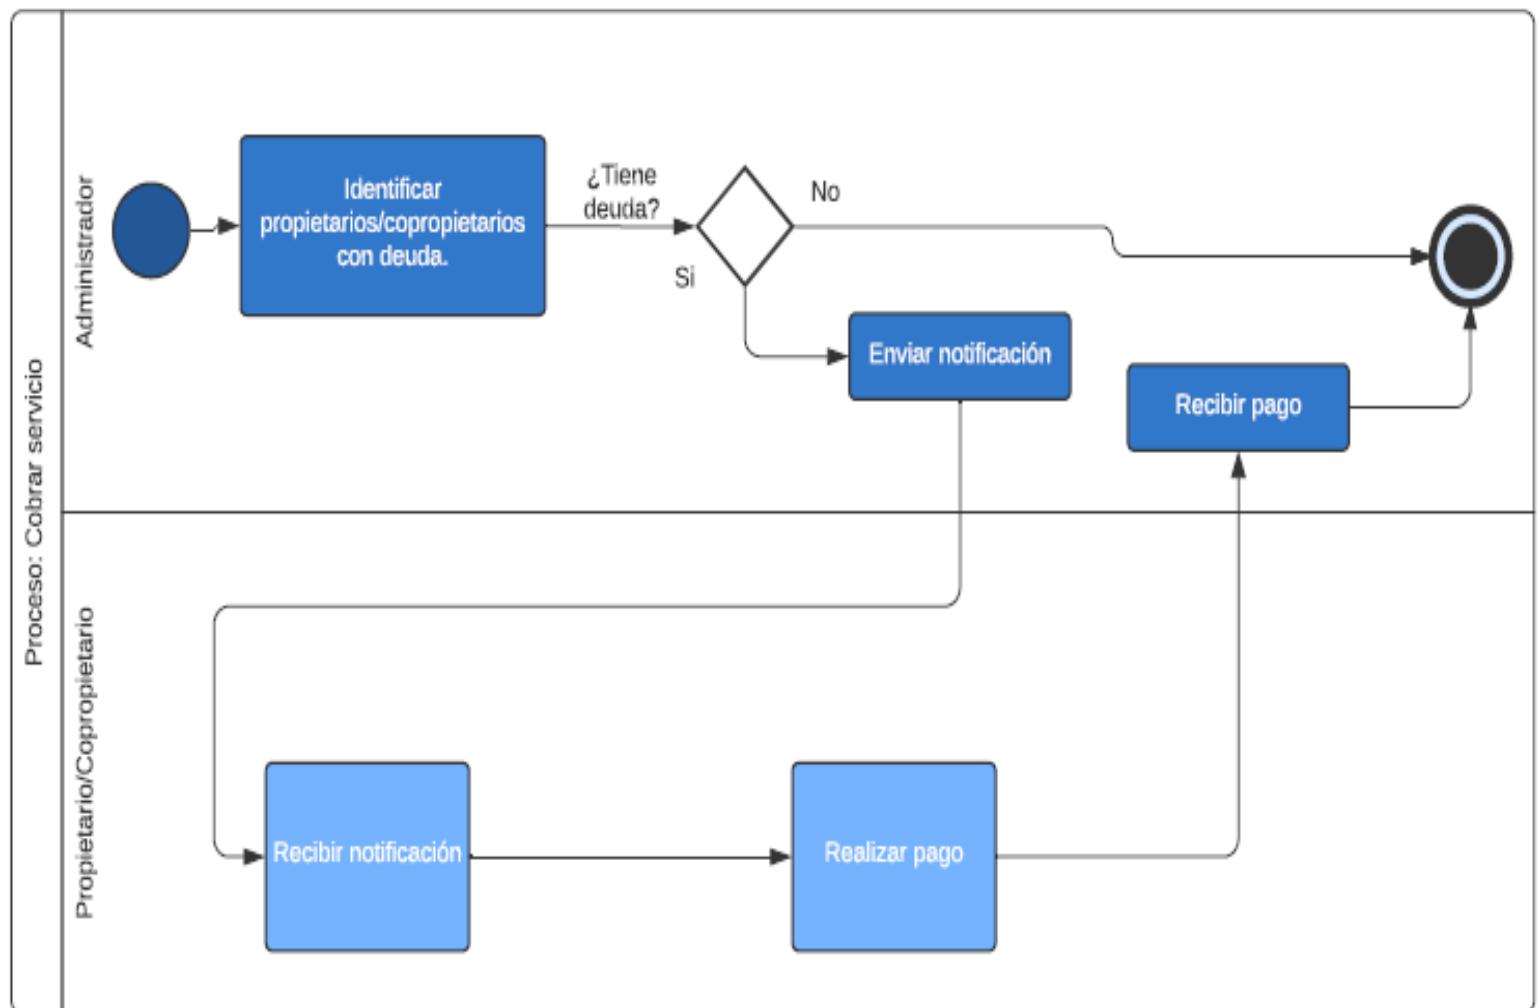 Proceso: Cobrar servicio
Administrador
Identificar
propietarios/copropietarios
con deuda.
¿Tiene
deuda?
No
Si
Enviar notificación
Recibir pago
Propietario/Copropietario
Recibir notificación
Realizar pago